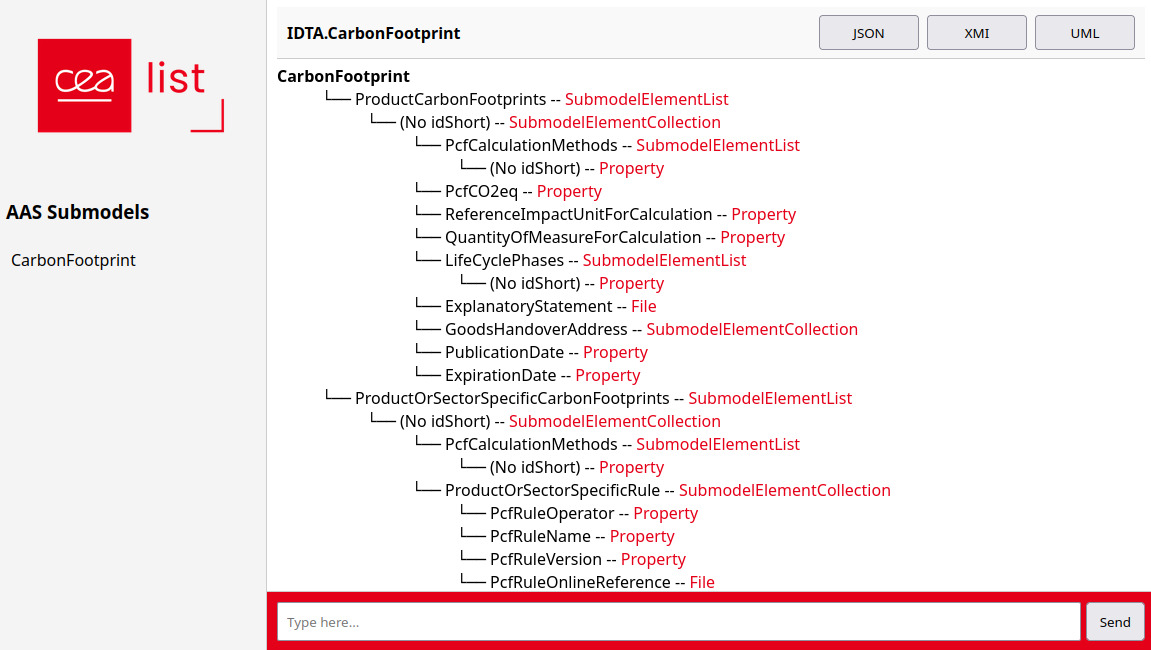 cea list
AAS Submodels
CarbonFootprint
IDTA.CarbonFootprint
JSON
XMI
UML
CarbonFootprint
ProductCarbonFootprints -- SubmodelElementList
(No idShort) -- SubmodelElementCollection
PcfCalculationMethods -- SubmodelElementList
(No idShort) -- Property
PcfCO2eq -- Property
ReferenceImpactUnitForCalculation -- Property
QuantityOfMeasureForCalculation -- Property
LifeCyclePhases -- SubmodelElementList
(No idShort) -- Property
ExplanatoryStatement -- File
GoodsHandoverAddress -- SubmodelElementCollection
PublicationDate -- Property
ExpirationDate -- Property
ProductOrSectorSpecificCarbonFootprints -- SubmodelElementList
(No idShort) -- SubmodelElementCollection
PcfCalculationMethods -- SubmodelElementList
(No idShort) -- Property
ProductOrSectorSpecificRule -- SubmodelElementCollection
PcfRuleOperator -- Property
PcfRuleName -- Property
PcfRuleVersion -- Property
PcfRuleOnlineReference -- File
Type here...
Send